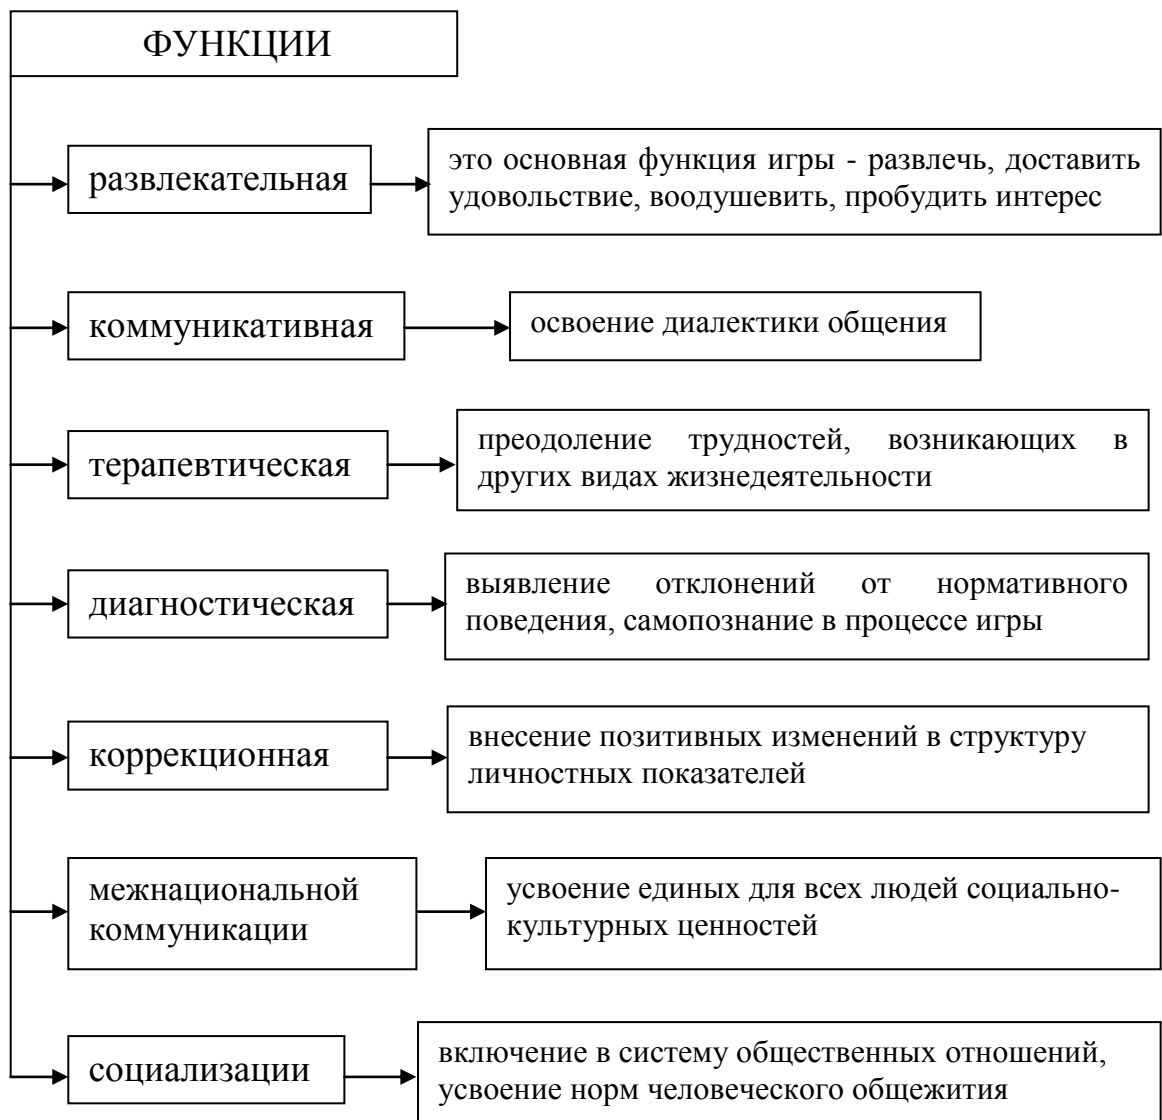 ФУНКЦИИ
развлекательная
это основная функция игры - развлечь, доставить
удовольствие, воодушевить, пробудить интерес
коммуникативная
освоение диалектики общения
терапевтическая
преодоление трудностей, возникающих в
других видах жизнедеятельности
диагностическая
выявление отклонений от нормативного
поведения, самопознание в процессе игры
коррекционная
внесение позитивных изменений в структуру
личностных показателей
межнациональной
коммуникации
усвоение единых для всех людей социально-
культурных ценностей
социализации
включение в систему общественных отношений,
усвоение норм человеческого общежития